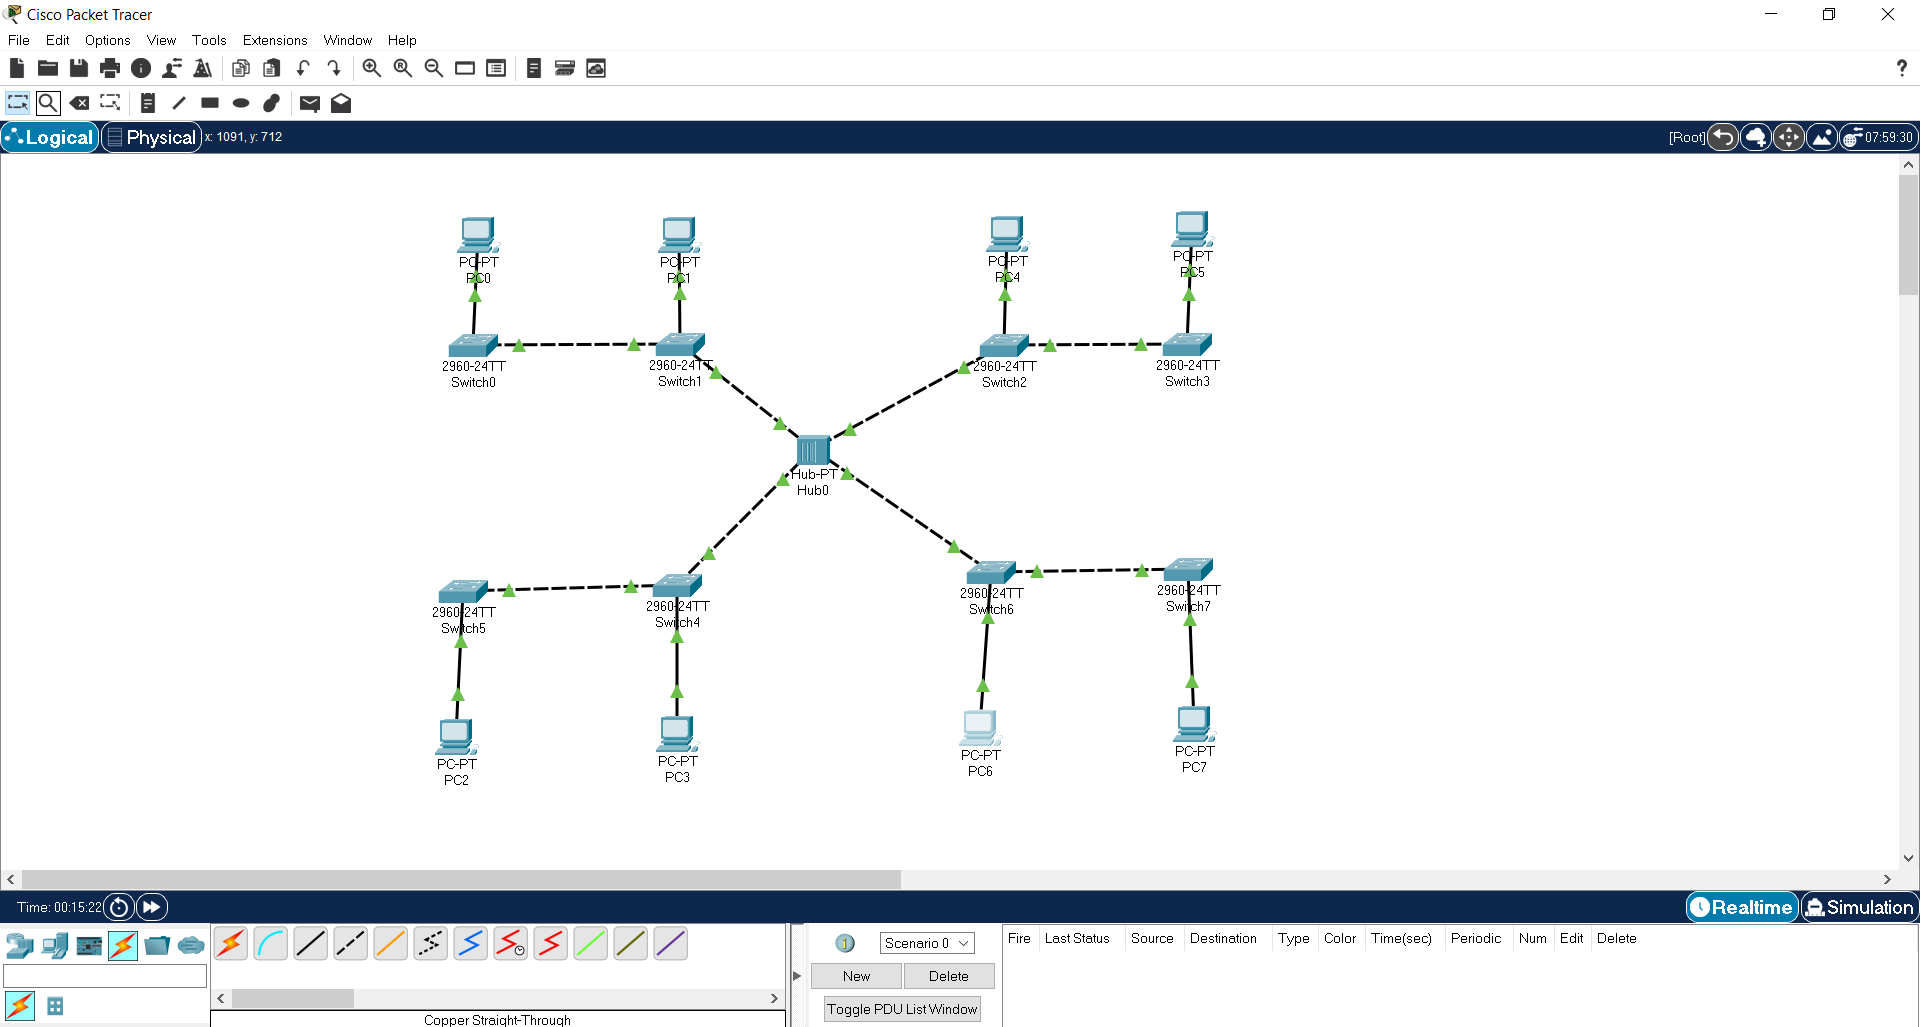 Cisco Packet Tracer
File Edit Options View Tools Extensions Window Help
?
Logical Physical x: 1091, y: 712 [Root] 07:59:30
PC-PT
PC0
PC-PT
PC1
PC-PT
PC4
PC-PT
PC5
2960-24TT
Switch0
2960-24TT
Switch1
2960-24TT
Switch2
2960-24TT
Switch3
Hub-PT
Hub0
2960-24TT
Switch5
2960-24TT
Switch4
2960-24TT
Switch6
2960-24TT
Switch7
PC-PT
PC2
PC-PT
PC3
PC-PT
PC6
PC-PT
PC7
Time: 00:15:22 Realtime Simulation
1 Scenario 0
New Delete
Toggle PDU List Window
Fire Last Status Source Destination Type Color Time(sec) Periodic Num Edit Delete
Copper Straight-Through